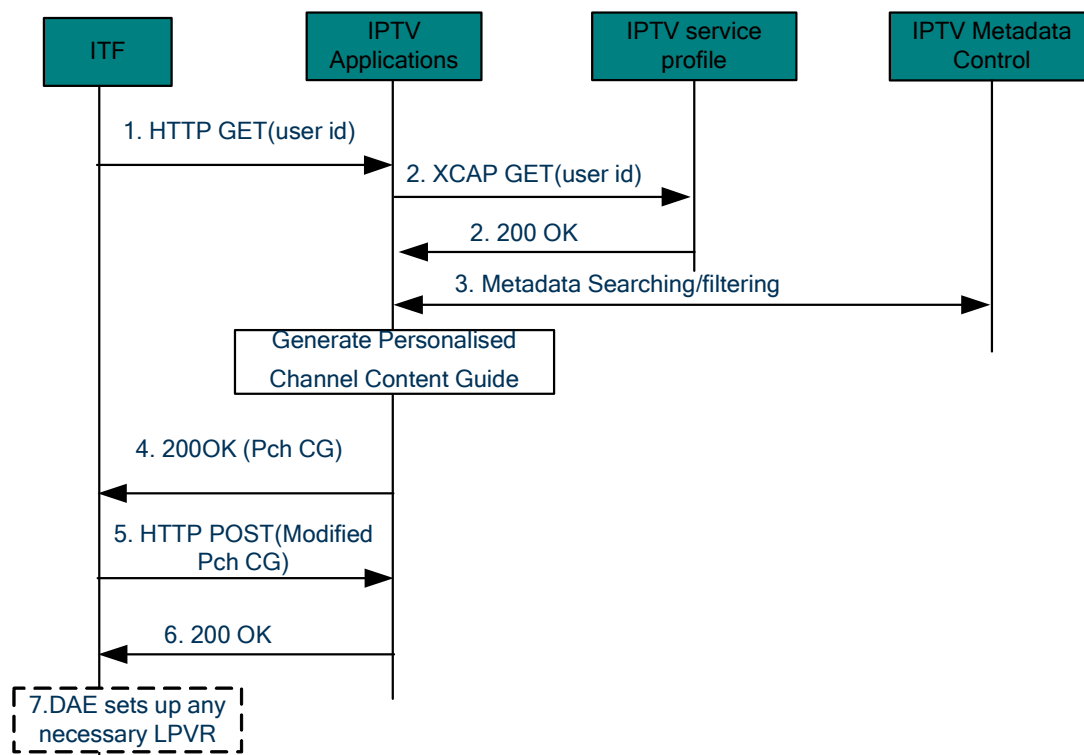 ITF
IPTV
Applications
IPTV service
profile
IPTV Metadata
Control
1. HTTP GET(user id)
2. XCAP GET(user id)
2. 200 OK
3. Metadata Searching/filtering
Generate Personalised
Channel Content Guide
4. 200OK (Pch CG)
5. HTTP POST(Modified
Pch CG)
6. 200 OK
7.DAE sets up any
necessary LPVR